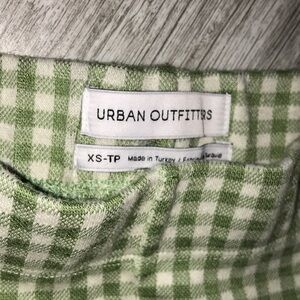 URBAN OUTFITTERS
XS-TP Made in Turkey /